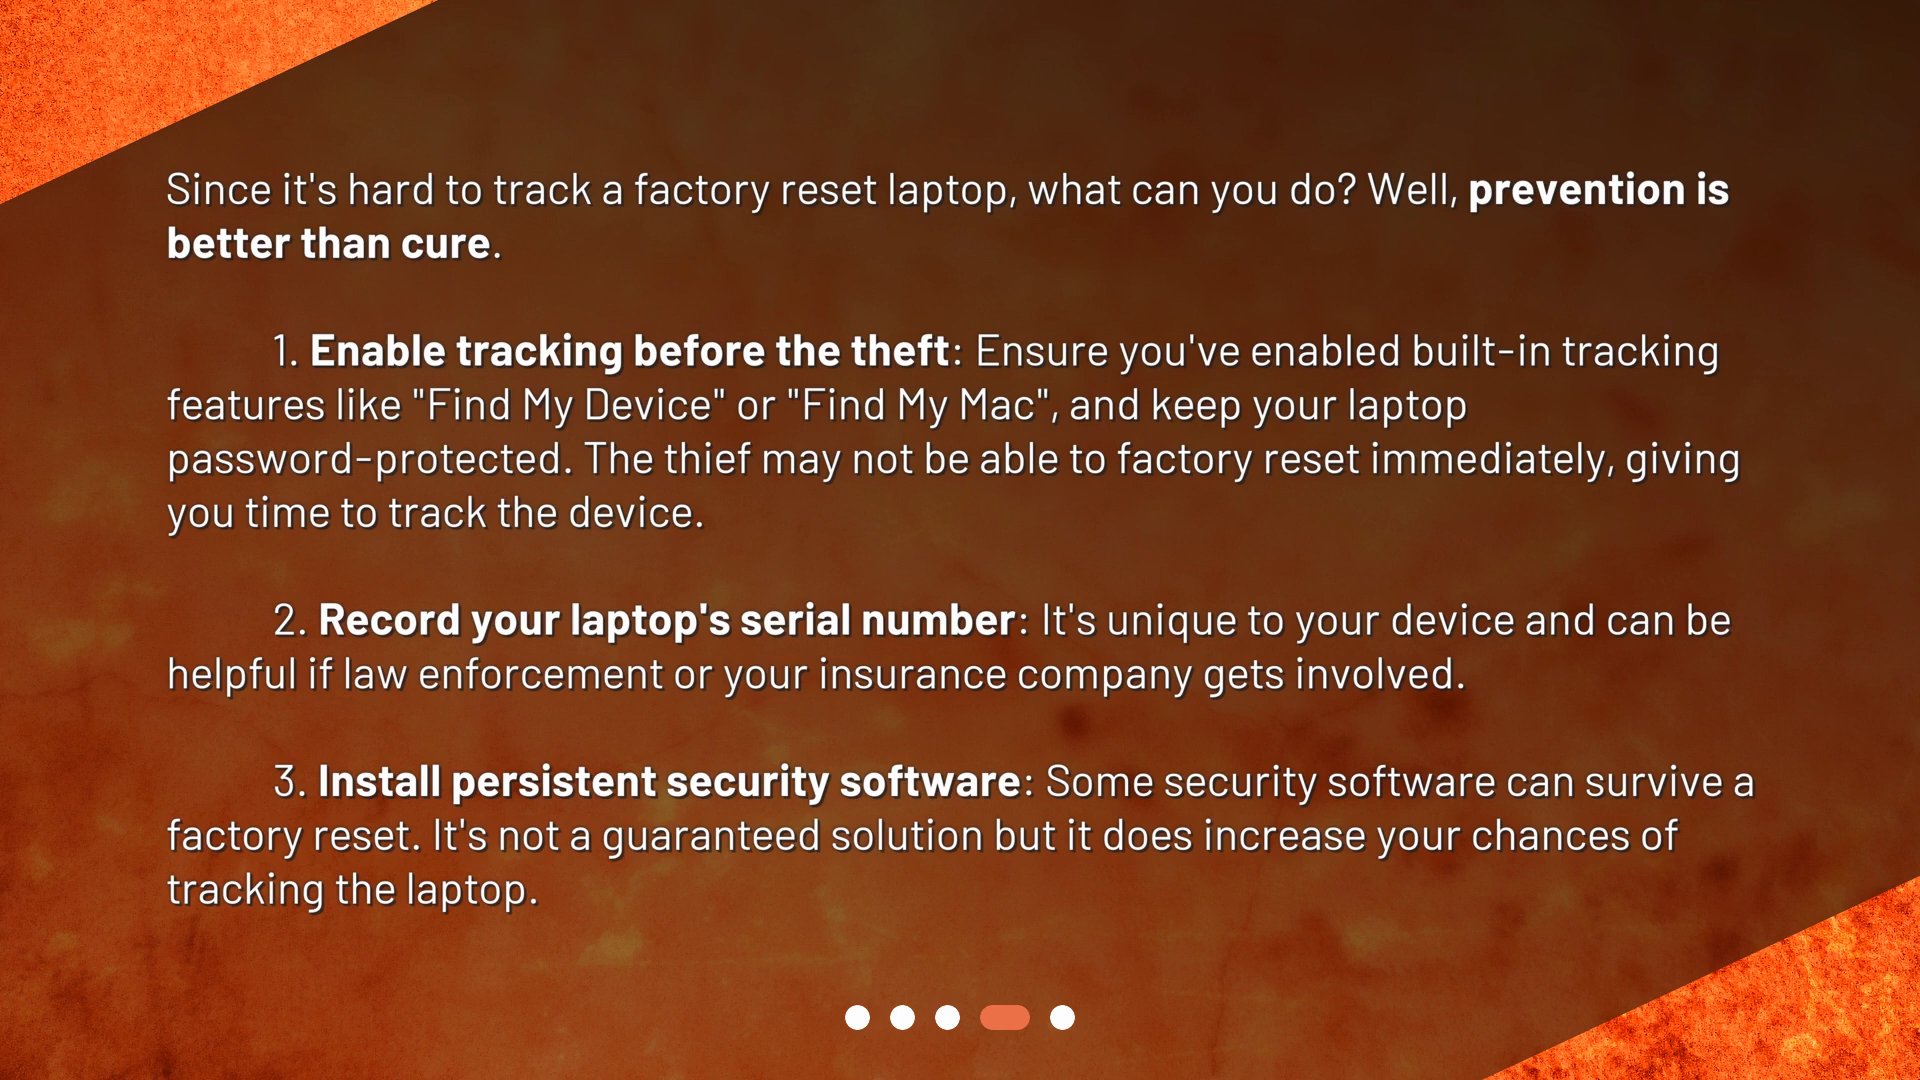 Since it's hard to track a factory reset laptop, what can you do? Well, prevention is
better than cure.
1. Enable tracking before the theft: Ensure you've enabled built-in tracking
features like "Find My Device" or "Find My Mac", and keep your laptop
password-protected. The thief may not be able to factory reset immediately, giving
you time to track the device.
2. Record your laptop's serial number: It's unique to your device and can be
helpful if law enforcement or your insurance company gets involved.
3. Install persistent security software: Some security software can survive a
factory reset. It's not a guaranteed solution but it does increase your chances of
tracking the laptop.